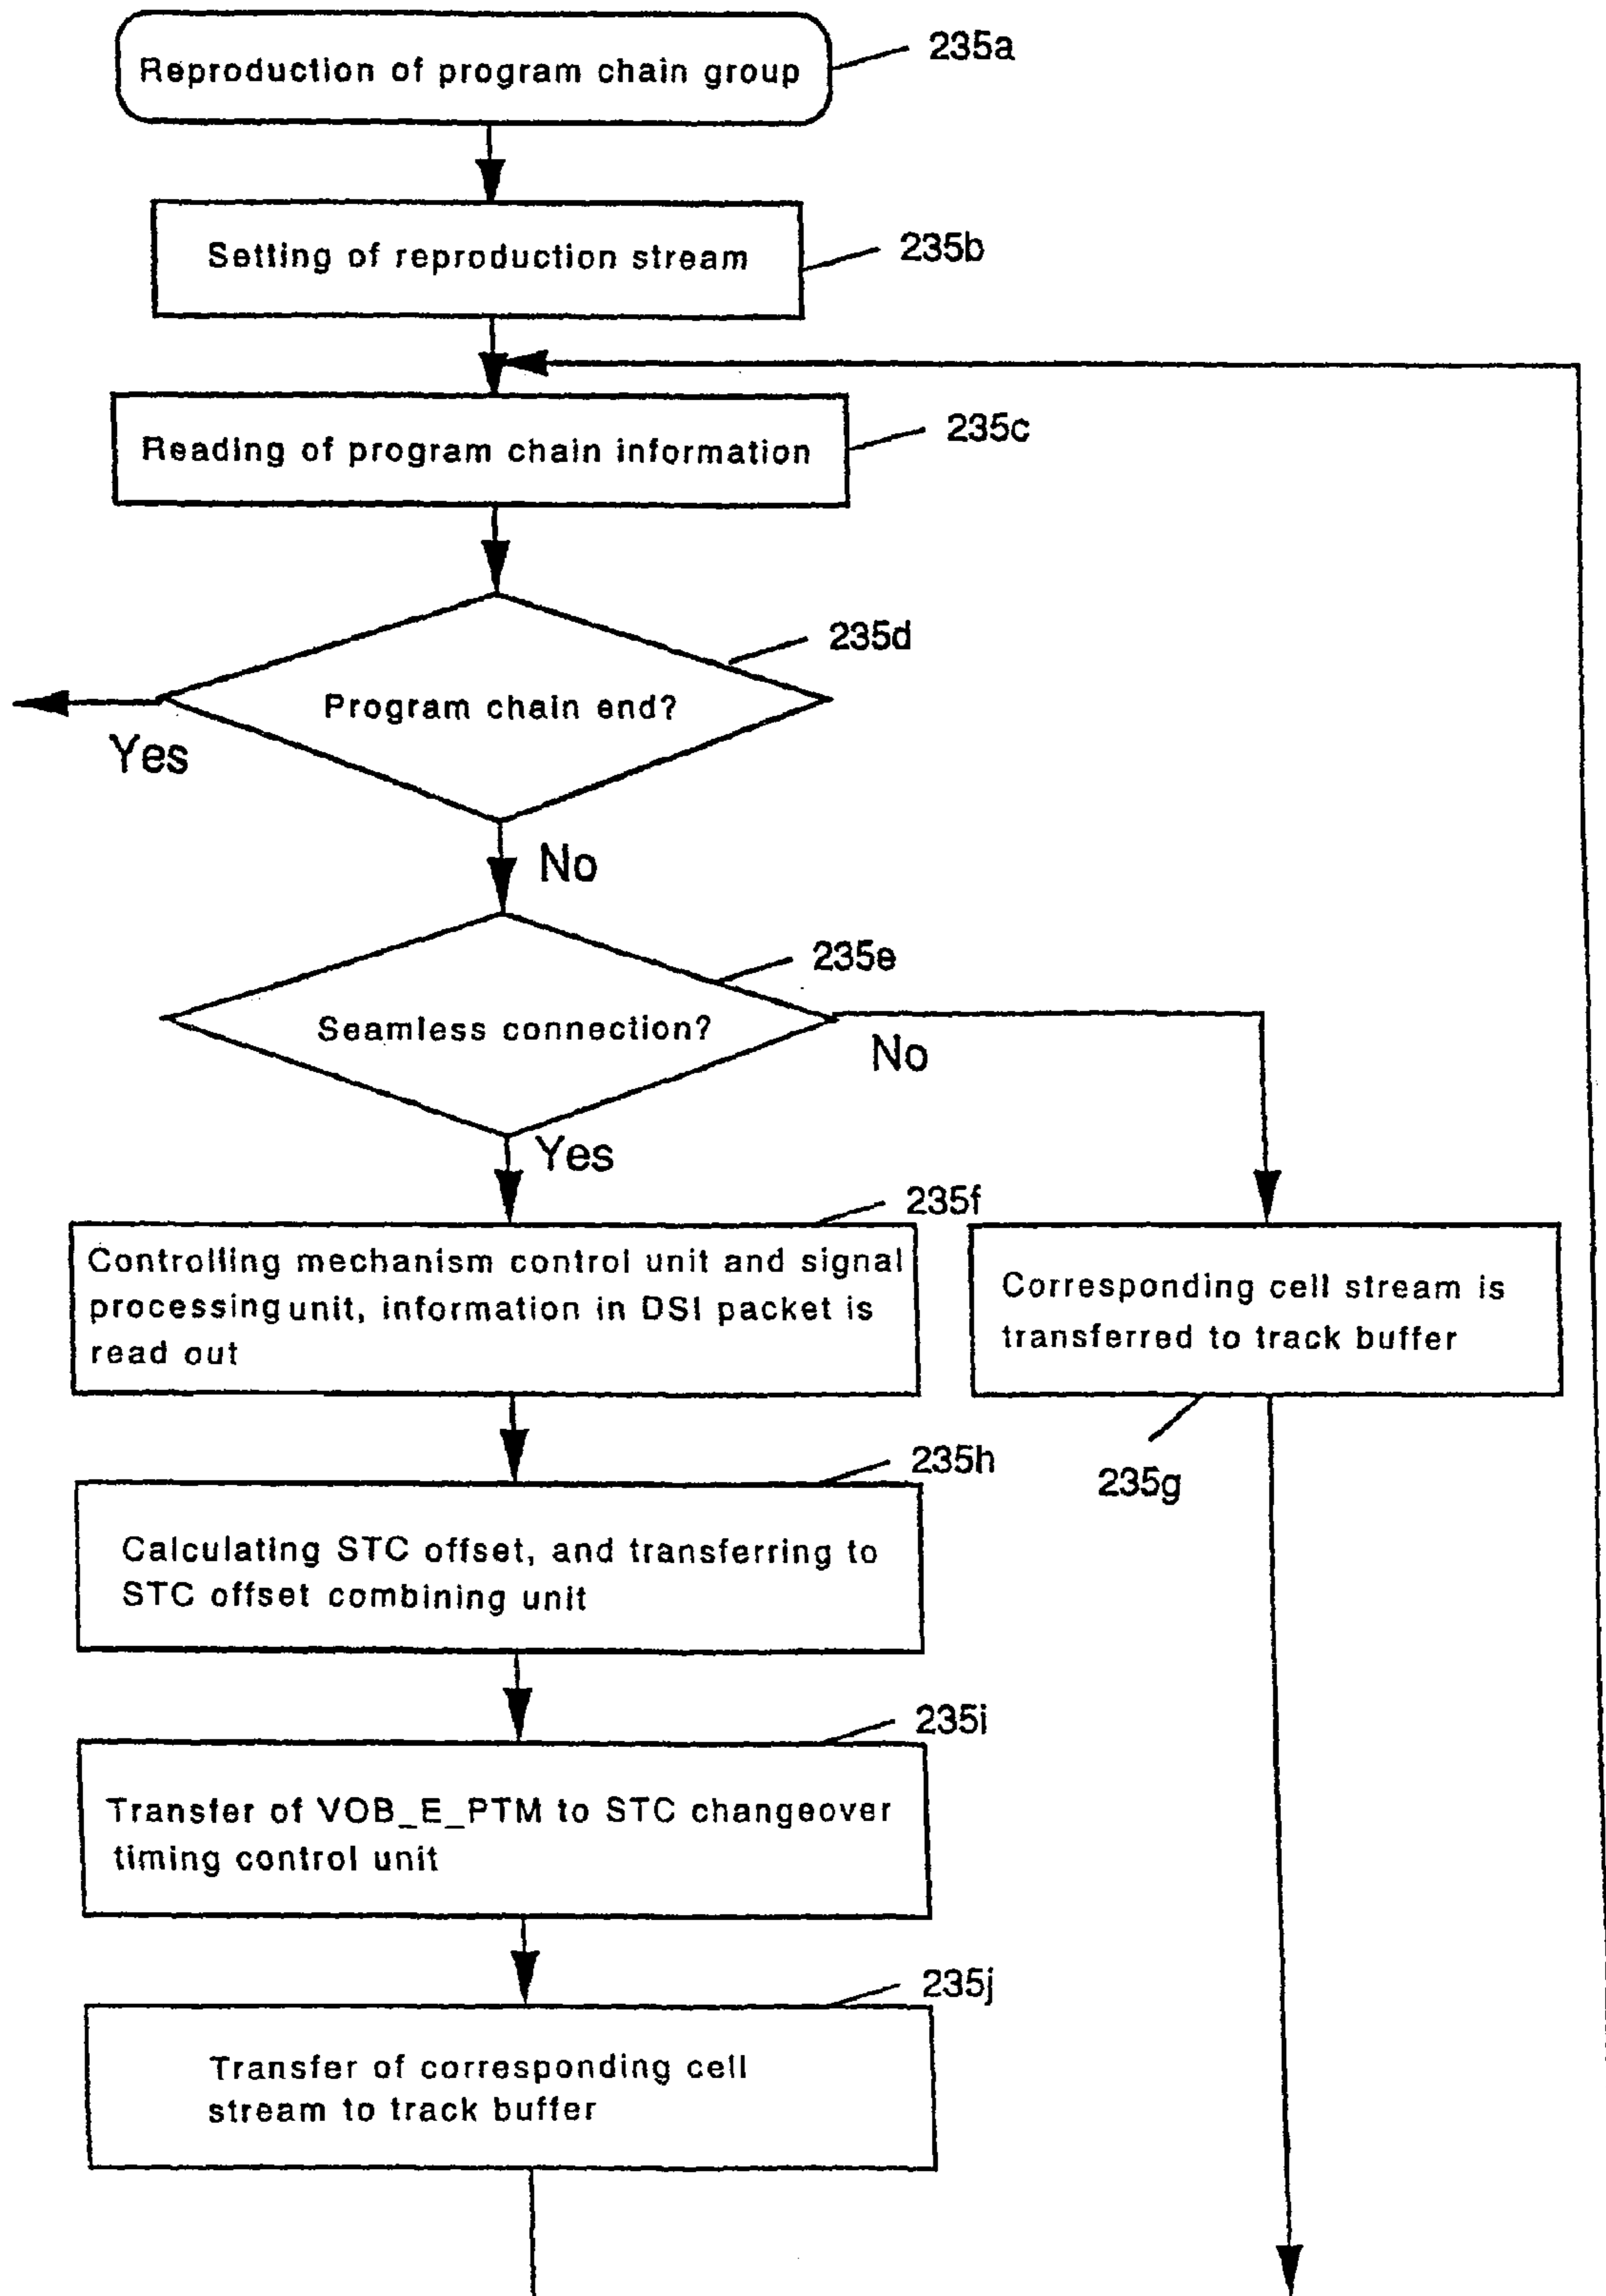 Reproduction of program chain group
235a
Setting of reproduction stream
235b
Reading of program chain information
235c
235d
Program chain end?
Yes
No
235e
Seamless connection?
No
Yes
235f
Controlling mechanism control unit and signal
processing unit, information in DSI packet is
read out
Corresponding cell stream is
transferred to track buffer
235g
235h
Calculating STC offset, and transferring to
STC offset combining unit
235i
Transfer of VOB_E_PTM to STC changeover
timing control unit
235j
Transfer of corresponding cell
stream to track buffer